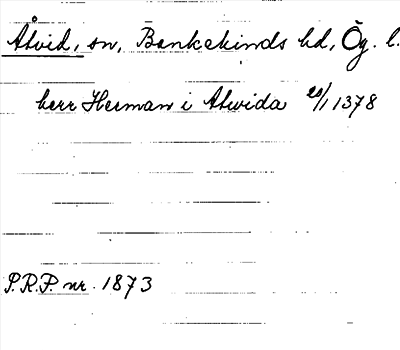 Åtvid, sn, Bankekinds hd, Ög. l.
herr Herman i Atwida 20/1 1378
P.R.P. nr. 1873